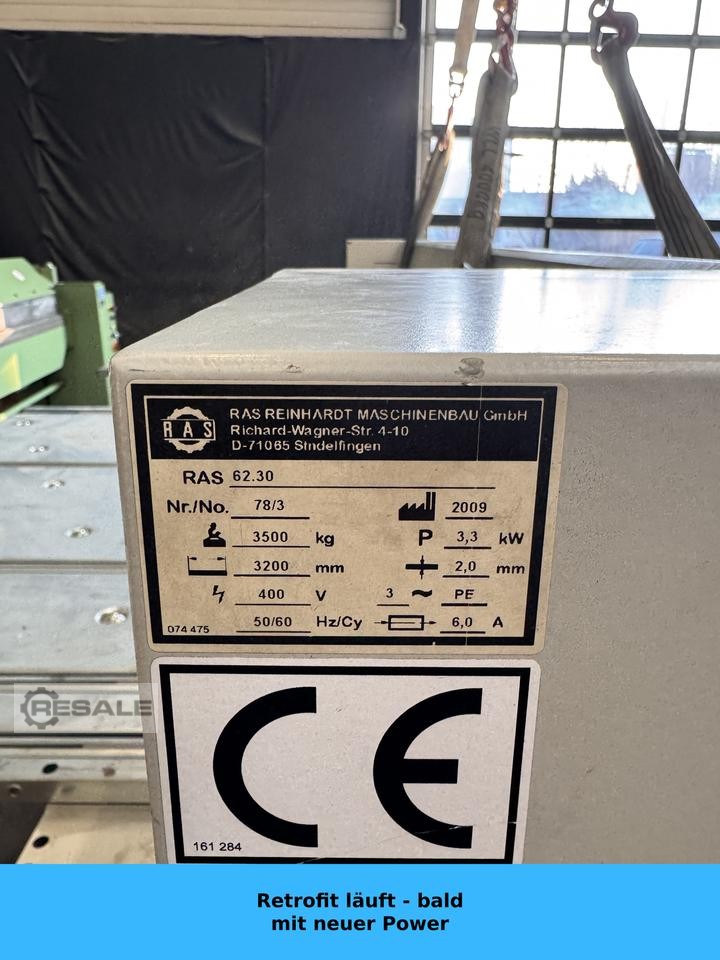 RAS
RAS REINHARDT MASCHINENBAU GmbH
Richard-Wagner-Str. 4-10
D-71065 Sindelfingen
RAS 62.30
Nr./No. 78/3 2009
3500 kg P 3,3 kW
3200 mm 2,0 mm
400 V 3 ~ PE
50/60 Hz/Cy 6,0 A
074 475
RESALE
CE
161 284
Retrofit läuft - bald
mit neuer Power